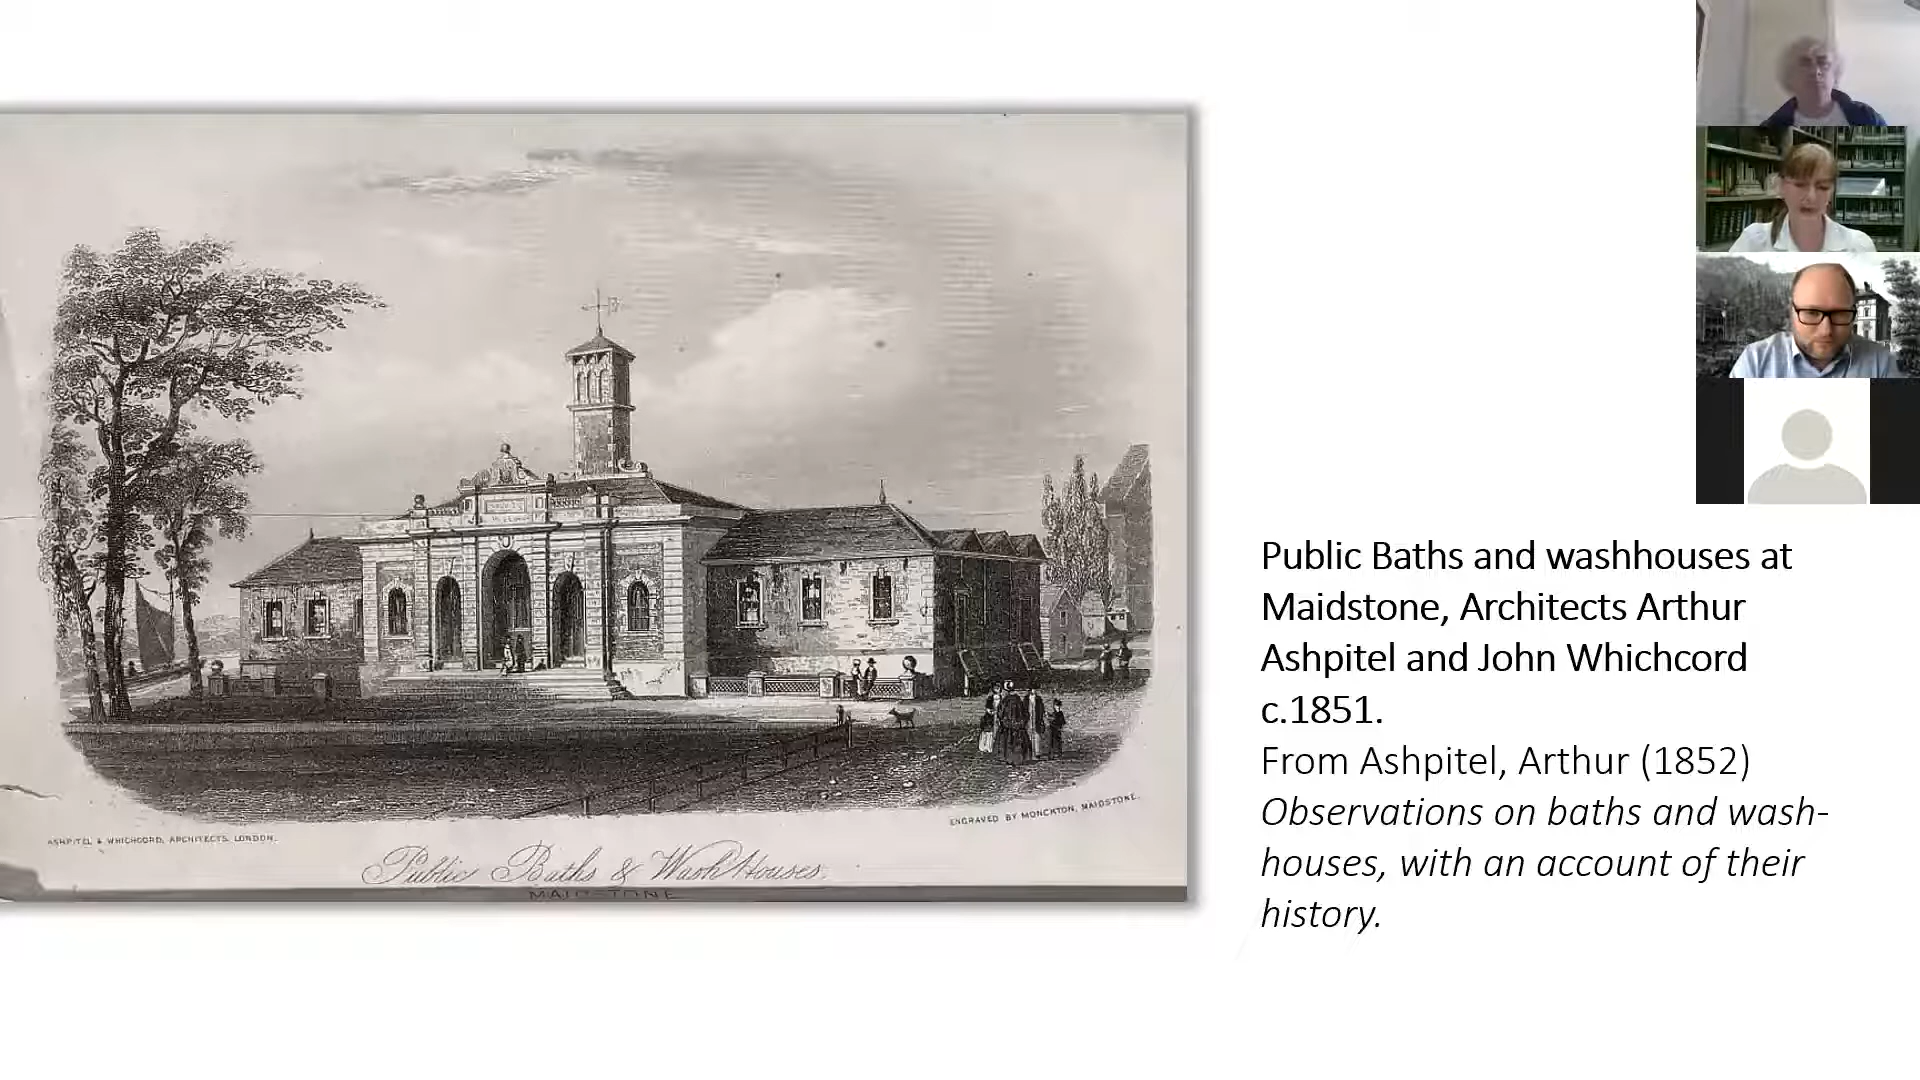 ASHPITEL & WHICHCORD, ARCHITECTS, LONDON.
ENGRAVED BY MONCKTON, MAIDSTONE.
Public Baths & Wash Houses.
MAIDSTONE
Public Baths and washhouses at
Maidstone, Architects Arthur
Ashpitel and John Whichcord
c.1851.
From Ashpitel, Arthur (1852)
Observations on baths and wash-
houses, with an account of their
history.